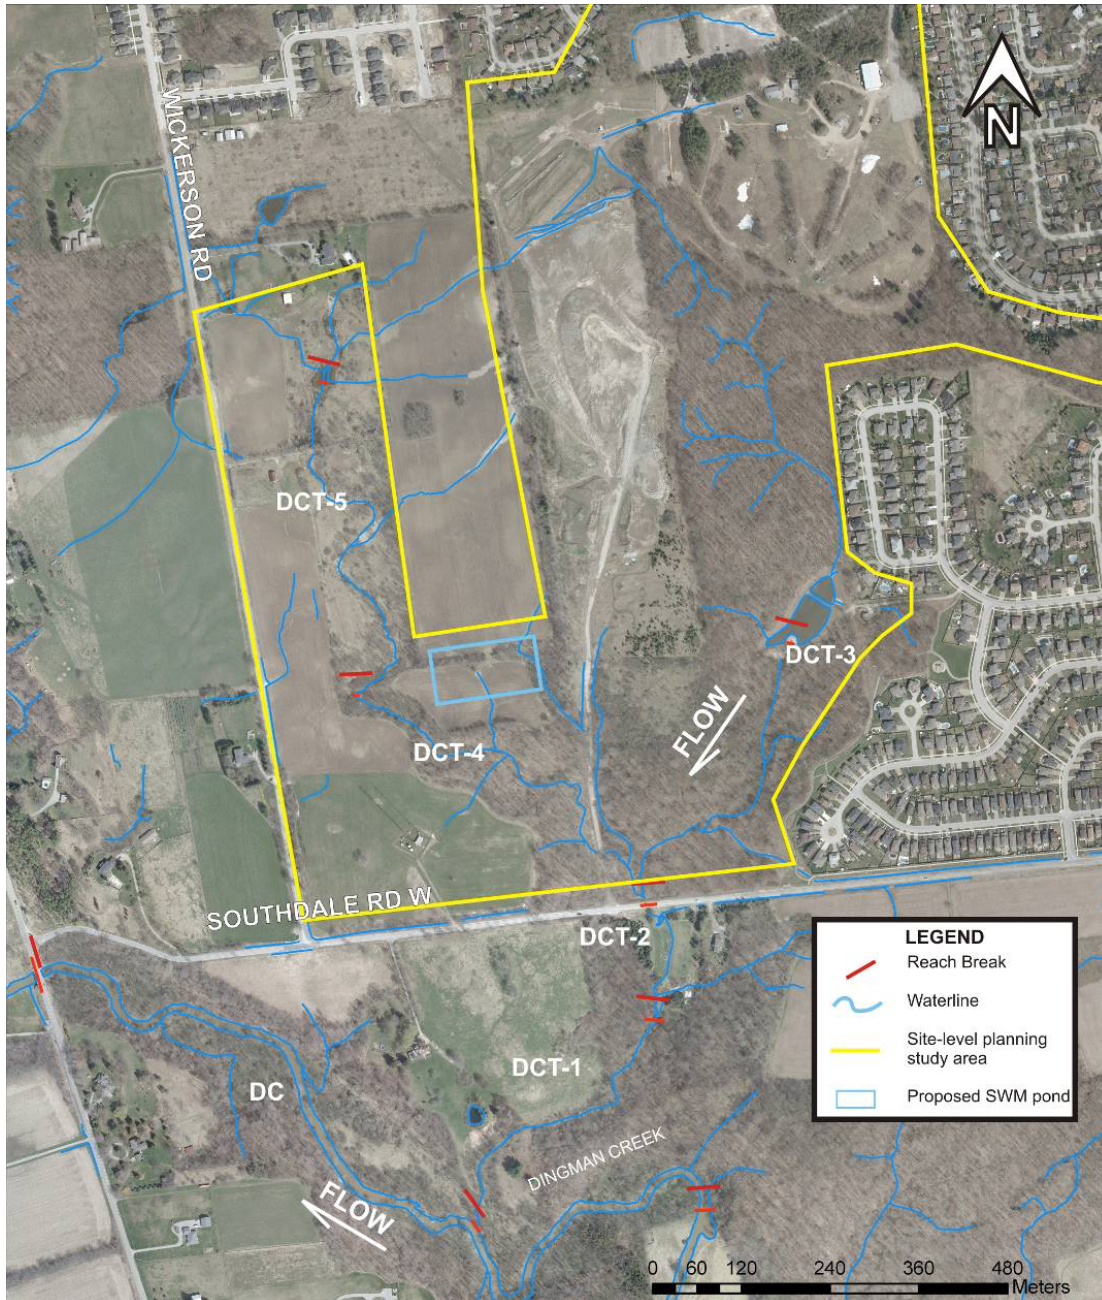 N
WICKERSON RD
DCT-5
DCT-3
FLOW
DCT-4
SOUTHDALE RD W
DCT-2
LEGEND
Reach Break
Waterline
Site-level planning
study area
Proposed SWM pond
DCT-1
DC
DINGMAN CREEK
FLOW
0 60 120 240 360 480
Meters